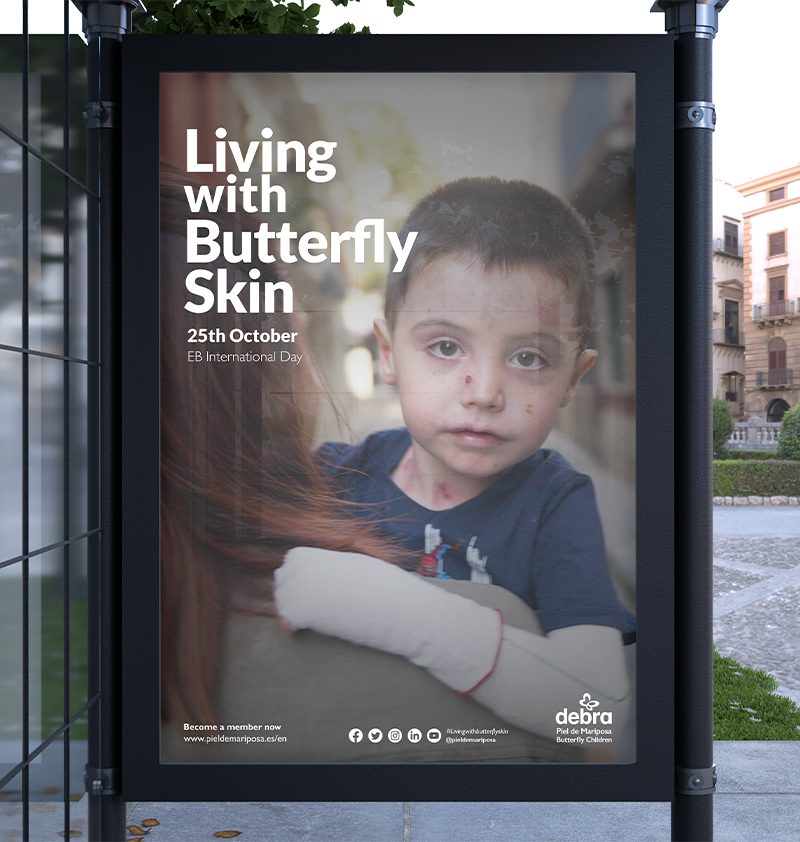 Living
with
Butterfly
Skin
25th October
EB International Day
Become a member now
www.pieldemariposa.es/en
#Livingwithbutterflyskin
@pieldemariposa
debra
Piel de Mariposa
Butterfly Children